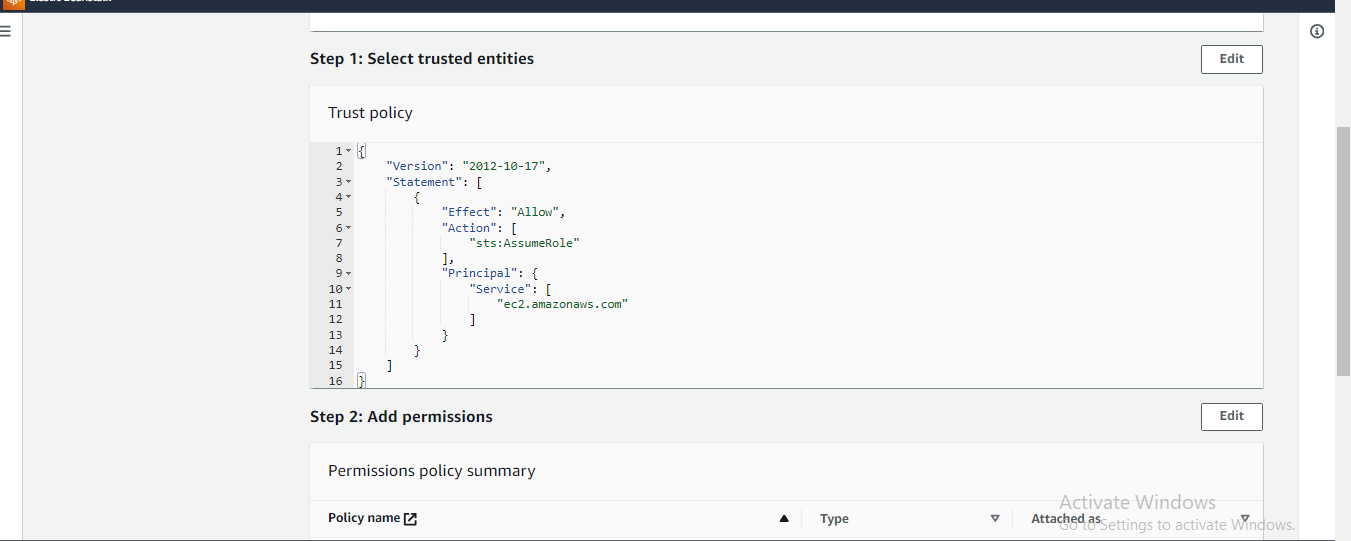 Step 1: Select trusted entities
Edit
Trust policy
1 {
2 "Version": "2012-10-17",
3 "Statement": [
4 {
5 "Effect": "Allow",
6 "Action": [
7 "sts:AssumeRole"
8 ],
9 "Principal": {
10 "Service": [
11 "ec2.amazonaws.com"
12 ]
13 }
14 }
15 ]
16 }
Step 2: Add permissions
Edit
Permissions policy summary
Activate Windows
Policy name
Type
Attached as
Go to Settings to activate Windows.